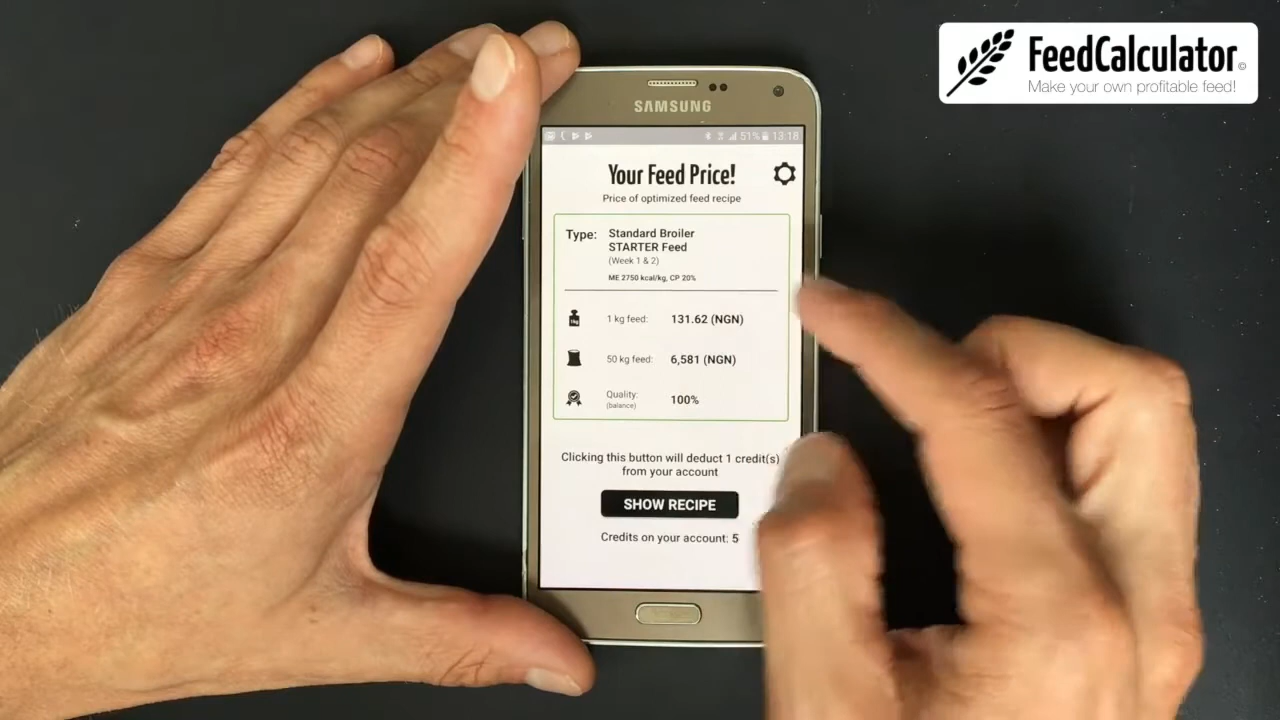 FeedCalculator©
Make your own profitable feed!
SAMSUNG
51% 13:18
Your Feed Price!
Price of optimized feed recipe
Type: Standard Broiler
STARTER Feed
(Week 1 & 2)
ME 2750 kcal/kg, CP 20%
1 kg feed: 131.62 (NGN)
50 kg feed: 6,581 (NGN)
Quality: 100%
(balance)
Clicking this button will deduct 1 credit(s)
from your account
SHOW RECIPE
Credits on your account: 5